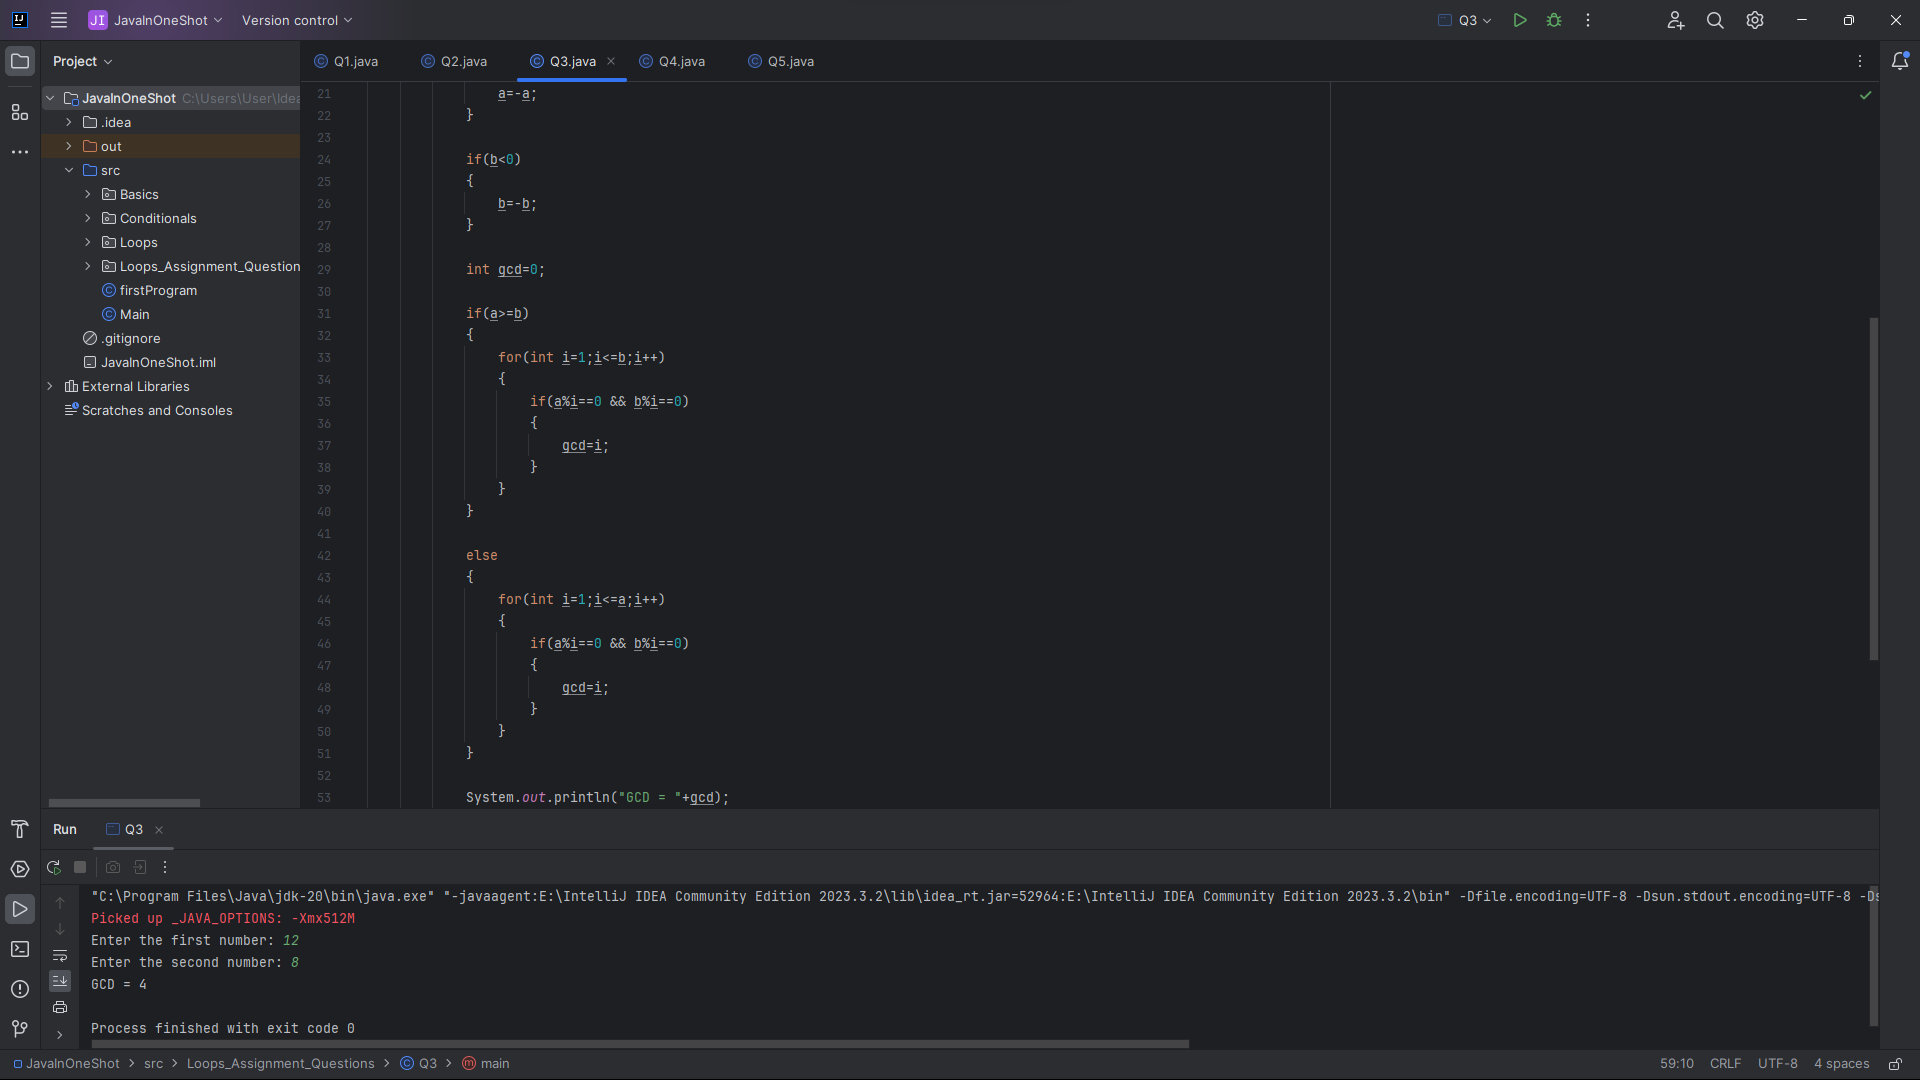 JI JavaInOneShot Version control Q3
Project
Q1.java Q2.java Q3.java Q4.java Q5.java
JavaInOneShot C:\Users\User\Idea
.idea
out
src
Basics
Conditionals
Loops
Loops_Assignment_Question
firstProgram
Main
.gitignore
JavaInOneShot.iml
External Libraries
Scratches and Consoles
21 a=-a;
22 }
23
24 if(b<0)
25 {
26 b=-b;
27 }
28
29 int gcd=0;
30
31 if(a>=b)
32 {
33 for(int i=1;i<=b;i++)
34 {
35 if(a%i==0 && b%i==0)
36 {
37 gcd=i;
38 }
39 }
40 }
41
42 else
43 {
44 for(int i=1;i<=a;i++)
45 {
46 if(a%i==0 && b%i==0)
47 {
48 gcd=i;
49 }
50 }
51 }
52
53 System.out.println("GCD = "+gcd);
Run Q3
"C:\Program Files\Java\jdk-20\bin\java.exe" "-javaagent:E:\IntelliJ IDEA Community Edition 2023.3.2\lib\idea_rt.jar=52964:E:\IntelliJ IDEA Community Edition 2023.3.2\bin" -Dfile.encoding=UTF-8 -Dsun.stdout.encoding=UTF-8 -Ds
Picked up _JAVA_OPTIONS: -Xmx512M
Enter the first number: 12
Enter the second number: 8
GCD = 4
Process finished with exit code 0
JavaInOneShot > src > Loops_Assignment_Questions > Q3 > main 59:10 CRLF UTF-8 4 spaces